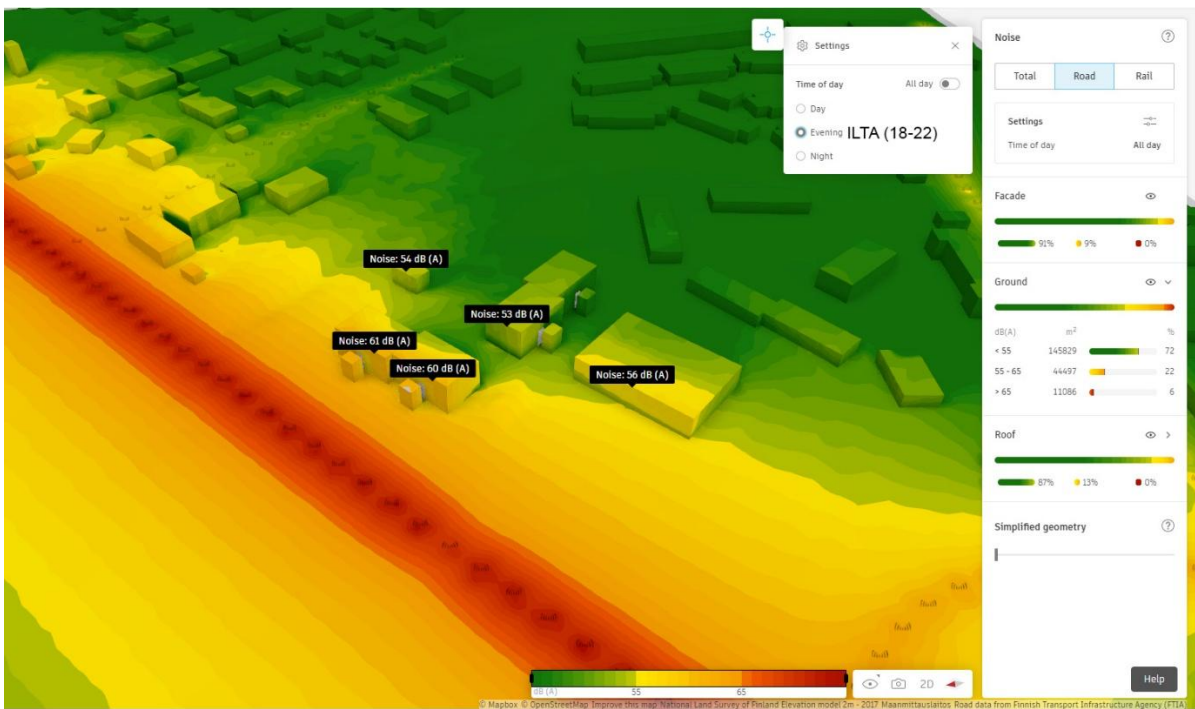 Settings
Time of day All day
Day
Evening ILTA (18-22)
Night
Noise: 54 dB (A)
Noise: 53 dB (A)
Noise: 61 dB (A)
Noise: 60 dB (A)
Noise: 56 dB (A)
Noise
Total Road Rail
Settings
Time of day All day
Facade
91% 9% 0%
Ground
dB(A) m² %
< 55 145829 72
55 - 65 44497 22
> 65 11086 6
Roof
87% 13% 0%
Simplified geometry
Help
dB (A) 55 65
2D
© Mapbox © OpenStreetMap Improve this map National Land Survey of Finland Elevation model 2m - 2017 Maanmittauslaitos Road data from Finnish Transport Infrastructure Agency (FTIA)